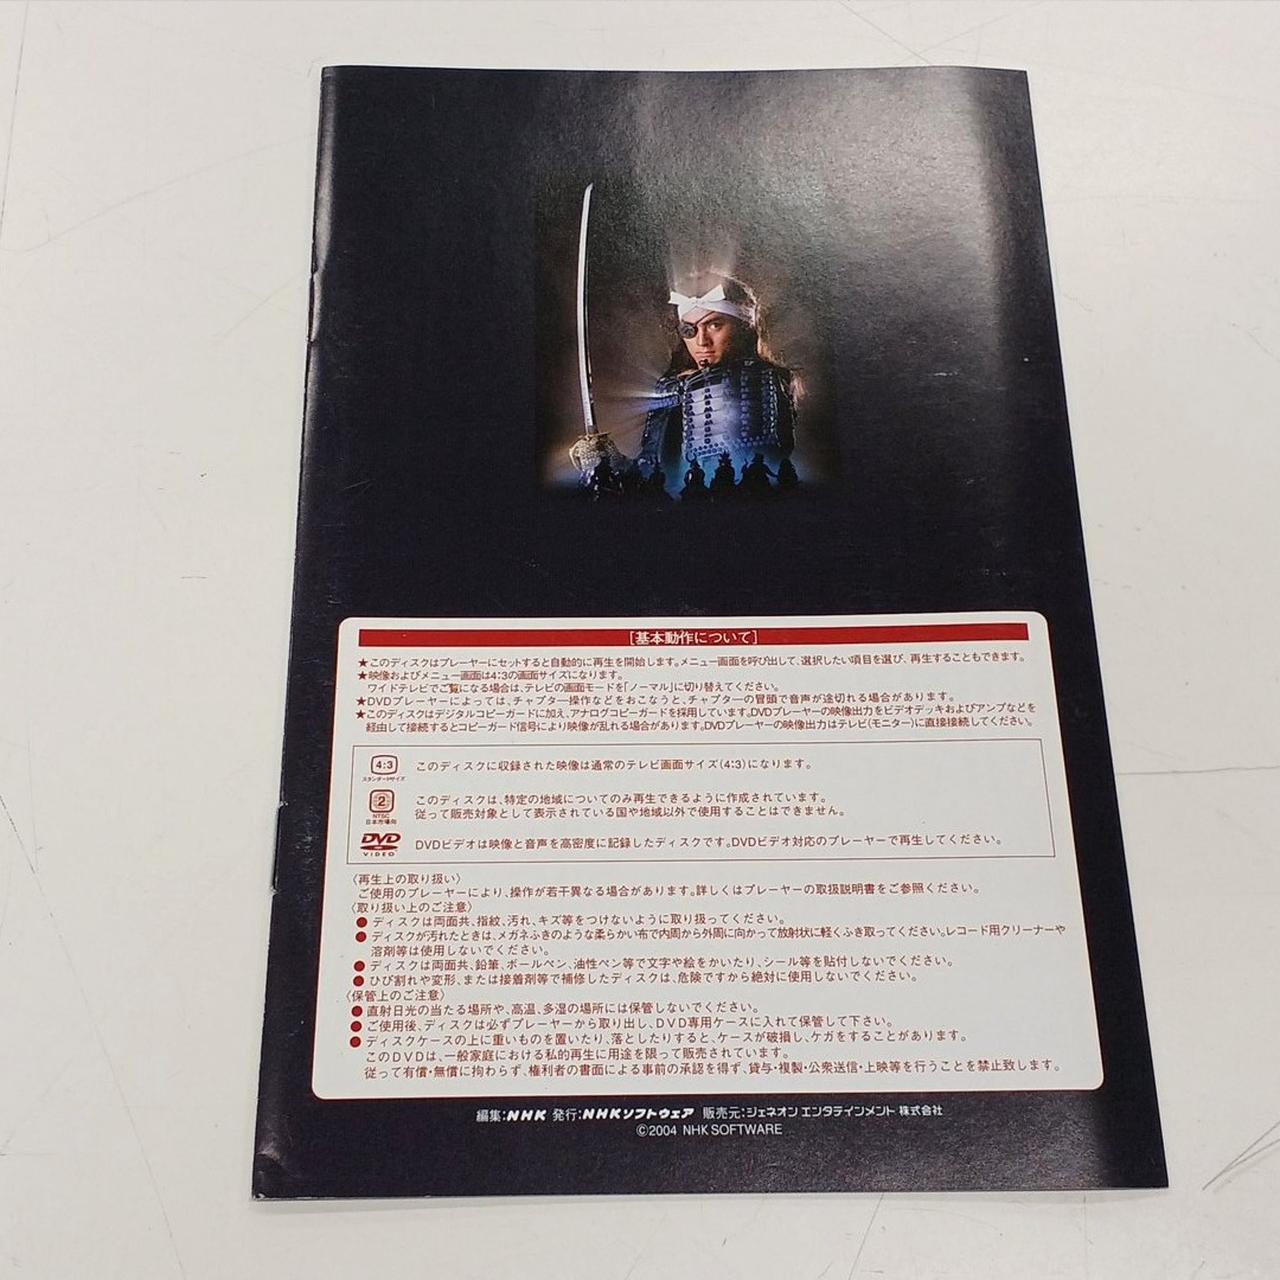 [基本動作について]
★このディスクはプレーヤーにセットすると自動的に再生を開始します。メニュー画面を呼び出して、選択したい項目を選び、再生することもできます。
★映像およびメニュー画面は4:3の画面サイズになります。
ワイドテレビでご覧になる場合は、テレビの画面モードを「ノーマル」に切り替えてください。
★DVDプレーヤーによっては、チャプター操作などをおこなうと、チャプターの冒頭で音声が途切れる場合があります。
★このディスクはデジタルコピーガードに加え、アナログコピーガードを採用しています。DVDプレーヤーの映像出力をビデオデッキおよびアンプなどを
経由して接続するとコピーガード信号により映像が乱れる場合があります。DVDプレーヤーの映像出力はテレビ(モニター)に直接接続してください。
4:3
スタンダードサイズ
このディスクに収録された映像は通常のテレビ画面サイズ(4:3)になります。
2
NTSC
日本市場向
このディスクは、特定の地域についてのみ再生できるように作成されています。
従って販売対象として表示されている国や地域以外で使用することはできません。
DVD
VIDEO
DVDビデオは映像と音声を高密度に記録したディスクです。DVDビデオ対応のプレーヤーで再生してください。
〈再生上の取り扱い〉
ご使用のプレーヤーにより、操作が若干異なる場合があります。詳しくはプレーヤーの取扱説明書をご参照ください。
〈取り扱い上のご注意〉
●ディスクは両面共、指紋、汚れ、キズ等をつけないように取り扱ってください。
●ディスクが汚れたときは、メガネふきのような柔らかい布で内周から外周に向かって放射状に軽くふき取ってください。レコード用クリーナーや
溶剤等は使用しないでください。
●ディスクは両面共、鉛筆、ボールペン、油性ペン等で文字や絵をかいたり、シール等を貼付しないでください。
●ひび割れや変形、または接着剤等で補修したディスクは、危険ですから絶対に使用しないでください。
〈保管上のご注意〉
●直射日光の当たる場所や、高温、多湿の場所には保管しないでください。
●ご使用後、ディスクは必ずプレーヤーから取り出し、DVD専用ケースに入れて保管して下さい。
●ディスクケースの上に重いものを置いたり、落としたりすると、ケースが破損し、ケガをすることがあります。
このDVDは、一般家庭における私的再生に用途を限って販売されています。
従って有償・無償に拘わらず、権利者の書面による事前の承認を得ず、貸与・複製・公衆送信・上映等を行うことを禁止致します。
編集:NHK 発行:NHKソフトウェア 販売元:ジェネオン エンタテインメント 株式会社
©2004 NHK SOFTWARE